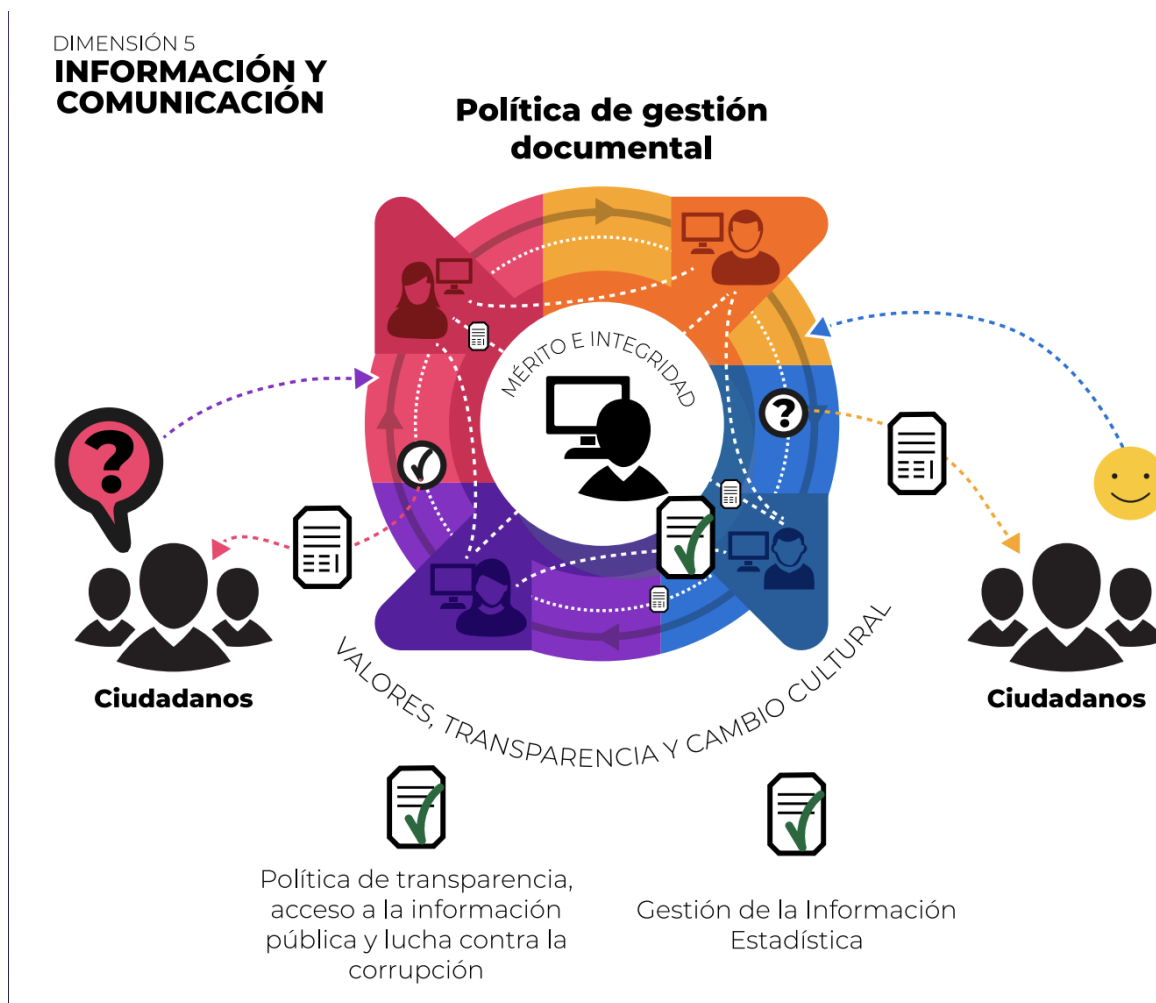 DIMENSIÓN 5
INFORMACIÓN Y
COMUNICACIÓN
Política de gestión
documental
MÉRITO E INTEGRIDAD
?
?
Ciudadanos
Ciudadanos
VALORES, TRANSPARENCIA Y CAMBIO CULTURAL
Política de transparencia,
acceso a la información
pública y lucha contra la
corrupción
Gestión de la Información
Estadística